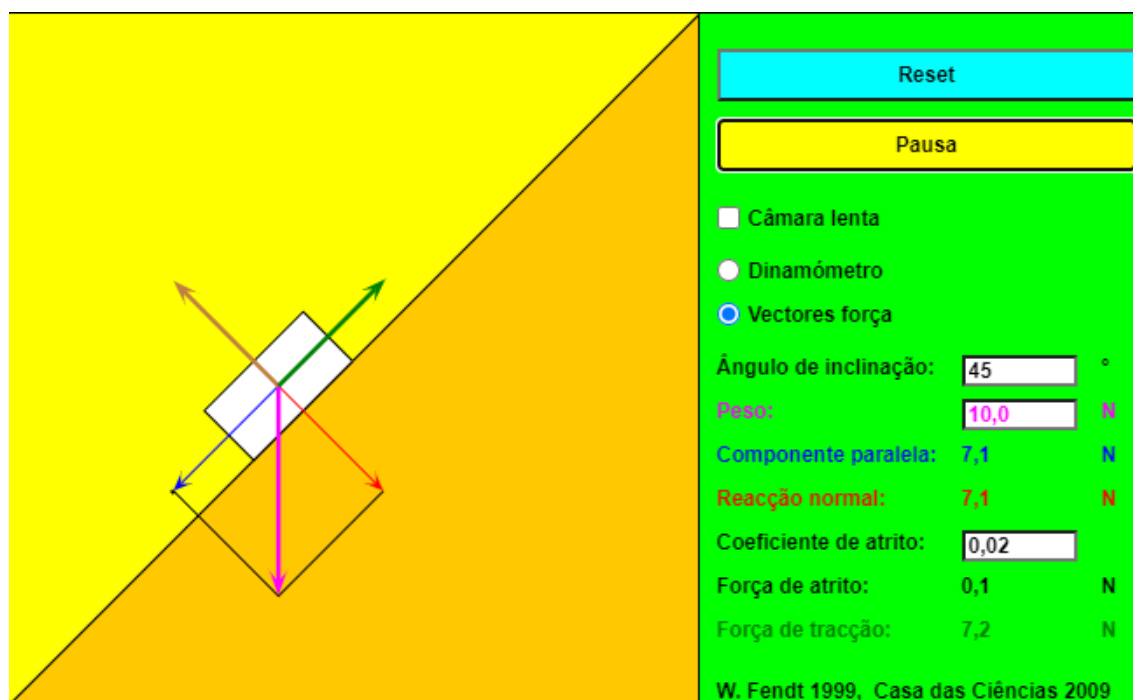 Reset
Pausa
Câmara lenta
Dinamómetro
Vectores força
Ângulo de inclinação: 45 °
Peso: 10,0 N
Componente paralela: 7,1 N
Reacção normal: 7,1 N
Coeficiente de atrito: 0,02
Força de atrito: 0,1 N
Força de tracção: 7,2 N
W. Fendt 1999, Casa das Ciências 2009